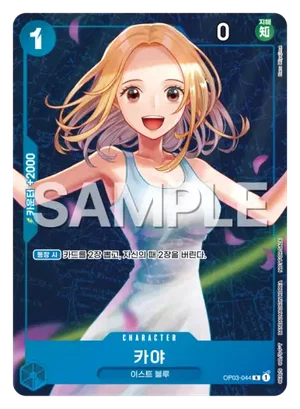 1
0
지혜
知
카운터 +2000
SAMPLE
등장 시 카드를 2장 뽑고, 자신의 패 2장을 버린다.
CHARACTER
카야
이스트 블루
OP03-044 R 1